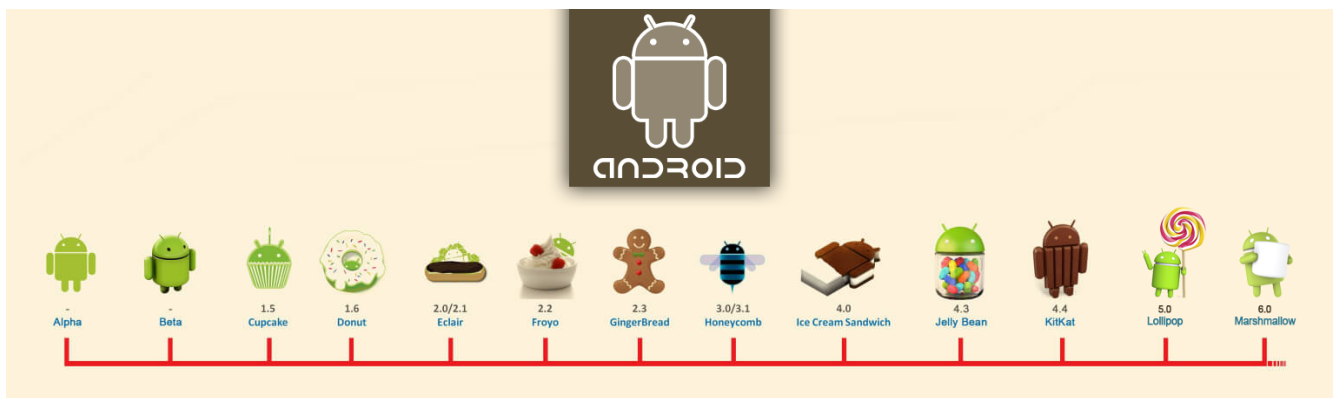 ANDROID
-
Alpha
-
Beta
1.5
Cupcake
1.6
Donut
2.0/2.1
Eclair
2.2
Froyo
2.3
GingerBread
3.0/3.1
Honeycomb
4.0
Ice Cream Sandwich
4.3
Jelly Bean
4.4
KitKat
5.0
Lollipop
6.0
Marshmallow